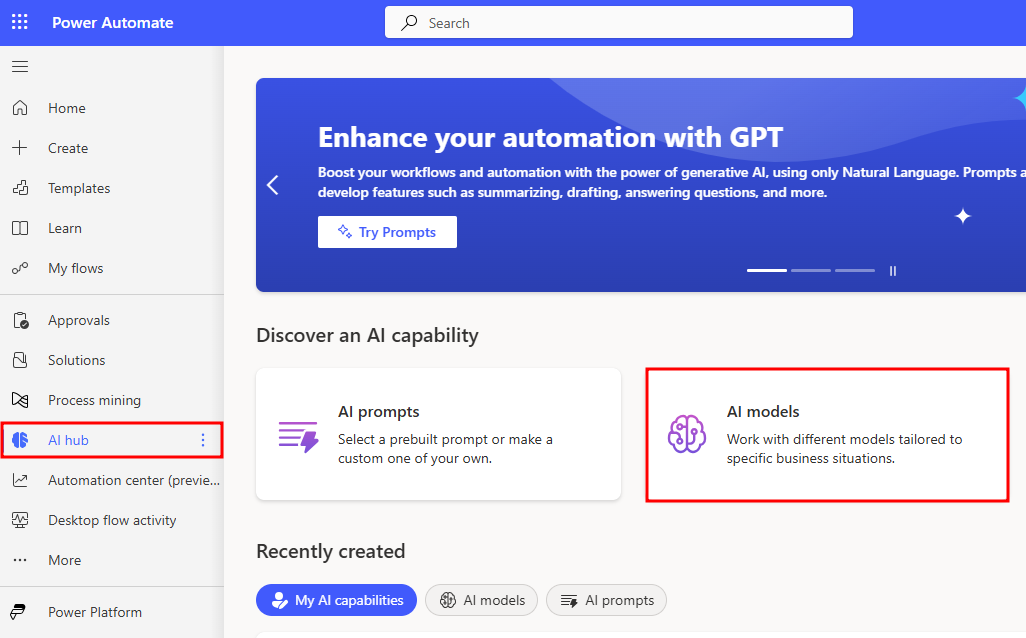 Power Automate
Search
Home
Create
Templates
Learn
My flows
Approvals
Solutions
Process mining
AI hub
Automation center (previe...
Desktop flow activity
More
Power Platform
Enhance your automation with GPT
Boost your workflows and automation with the power of generative AI, using only Natural Language. Prompts a
develop features such as summarizing, drafting, answering questions, and more.
Try Prompts
Discover an AI capability
AI prompts
Select a prebuilt prompt or make a
custom one of your own.
AI models
Work with different models tailored to
specific business situations.
Recently created
My AI capabilities
AI models
AI prompts